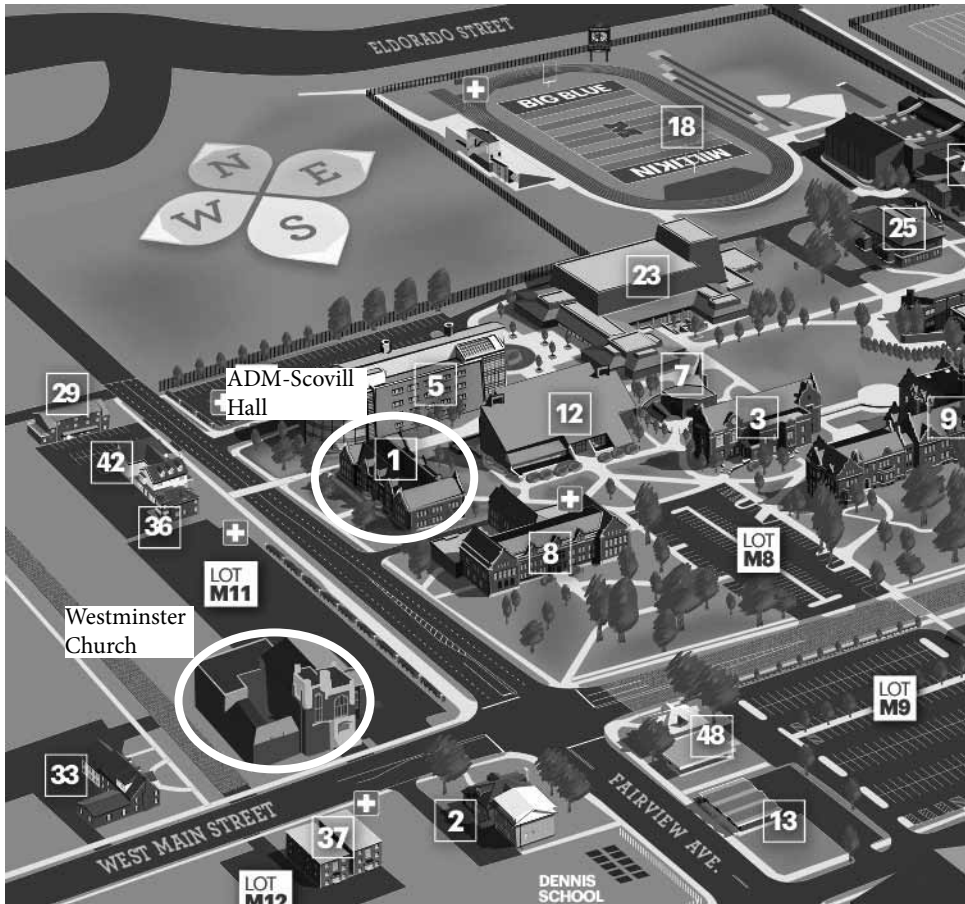 ELDORADO STREET
BIG BLUE
18
MILLIKIN
N
E
W
S
25
23
ADM-Scovill
Hall
5
7
29
12
3
9
42
1
36
8
LOT
M8
LOT
M11
Westminster
Church
LOT
M9
48
33
WEST MAIN STREET
37
2
FAIRVIEW AVE.
13
LOT
M12
DENNIS
SCHOOL